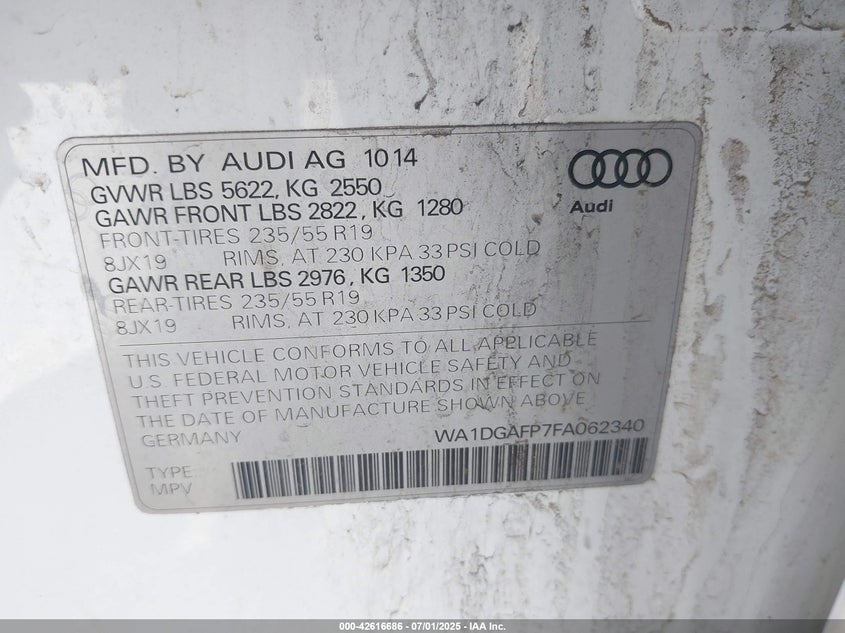 MFD. BY AUDI AG 1014
GVWR LBS 5622, KG 2550
GAWR FRONT LBS 2822, KG 1280
FRONT-TIRES 235/55 R19
8JX19 RIMS, AT 230 KPA 33 PSI COLD
GAWR REAR LBS 2976, KG 1350
REAR-TIRES 235/55 R19
8JX19 RIMS, AT 230 KPA 33 PSI COLD
Audi
THIS VEHICLE CONFORMS TO ALL APPLICABLE
U.S. FEDERAL MOTOR VEHICLE SAFETY AND
THEFT PREVENTION STANDARDS IN EFFECT ON
THE DATE OF MANUFACTURE SHOWN ABOVE
GERMANY WA1DGAFP7FA062340
TYPE
MPV
000-42616686 - 07/01/2025 - IAA Inc.